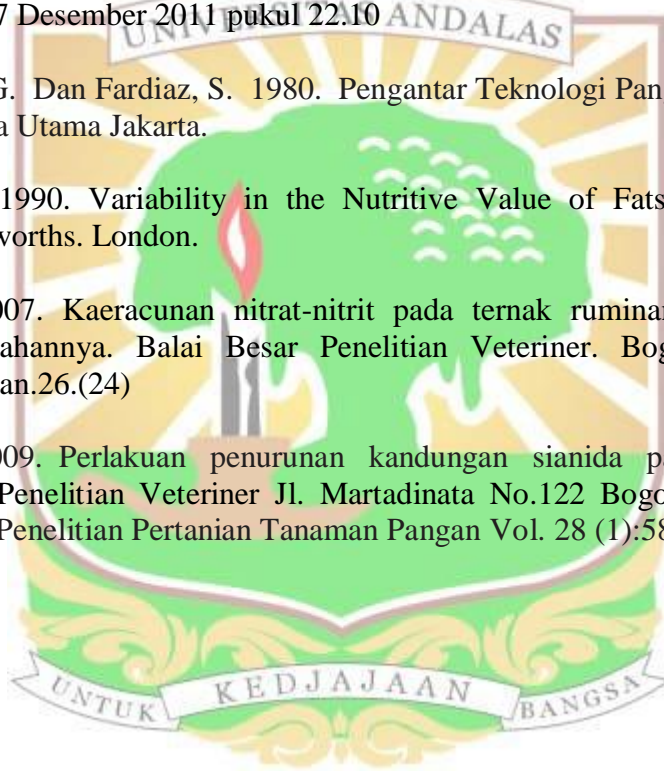 7 Desember 2011 pukul 22.10
UNIVERSITAS ANDALAS
G. Dan Fardiaz, S. 1980. Pengantar Teknologi Pan
a Utama Jakarta.
1990. Variability in the Nutritive Value of Fats
worths. London.
007. Kaeracunan nitrat-nitrit pada ternak ruminan
ahannya. Balai Besar Penelitian Veteriner. Bog
an.26.(24)
009. Perlakuan penurunan kandungan sianida pa
Penelitian Veteriner Jl. Martadinata No.122 Bogo
Penelitian Pertanian Tanaman Pangan Vol. 28 (1):58
UNTUK KEDJAJAAN BANGSA